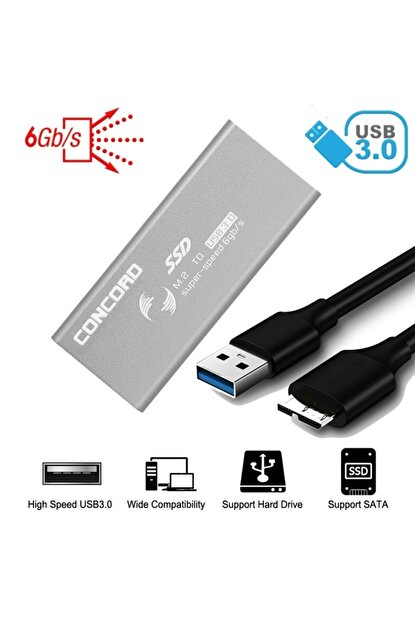 6Gb/s
USB
3.0
CONCORD
SSD
M.2 TO USB3.0
super-speed 6gb/s
SSD
High Speed USB3.0
Wide Compatibility
Support Hard Drive
Support SATA